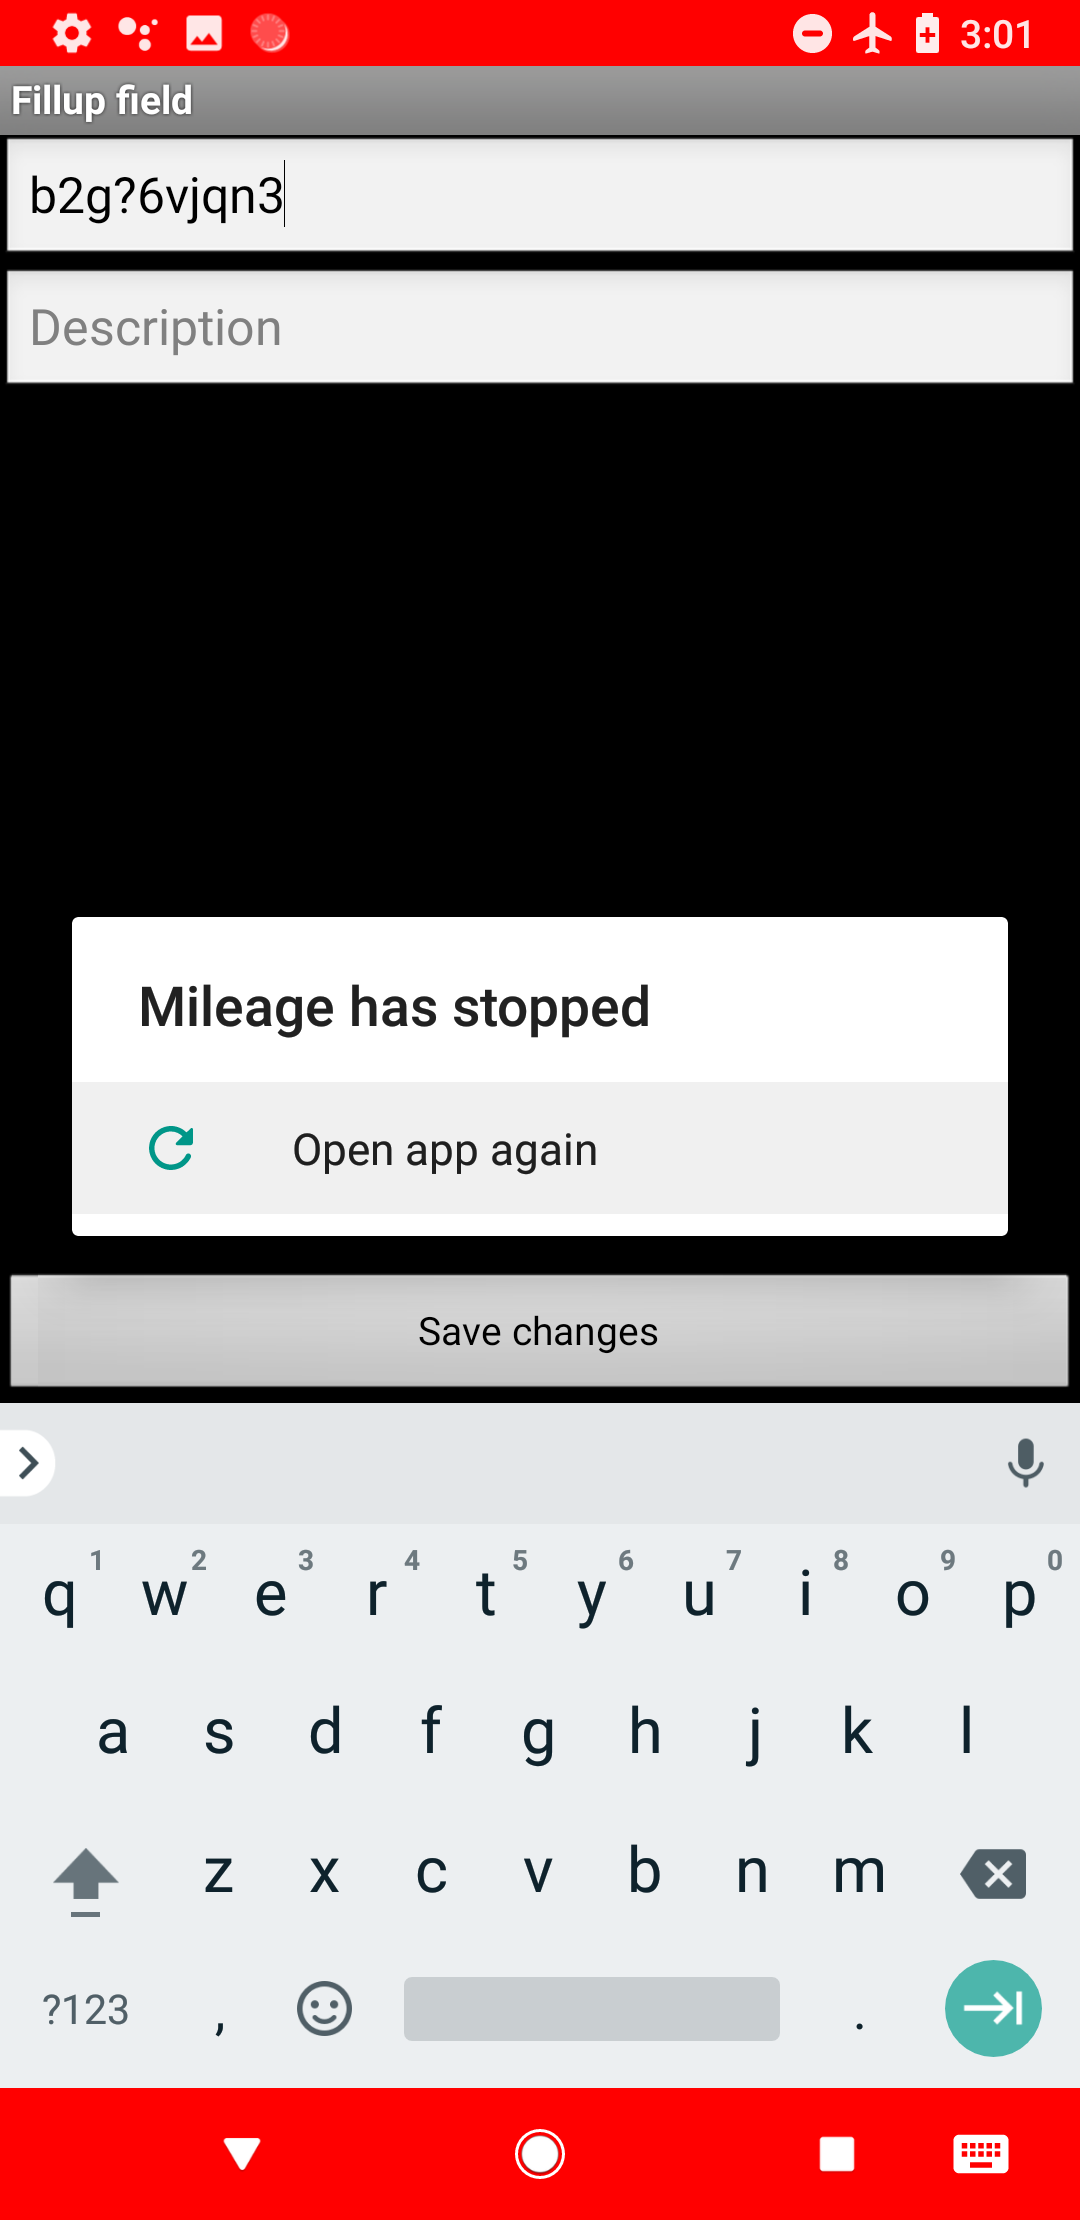 3:01
Fillup field
b2g?6vjqn3
Description
Mileage has stopped
Open app again
Save changes
q 1 w 2 e 3 r 4 t 5 y 6 u 7 i 8 o 9 p 0
a s d f g h j k l
z x c v b n m
?123 , .